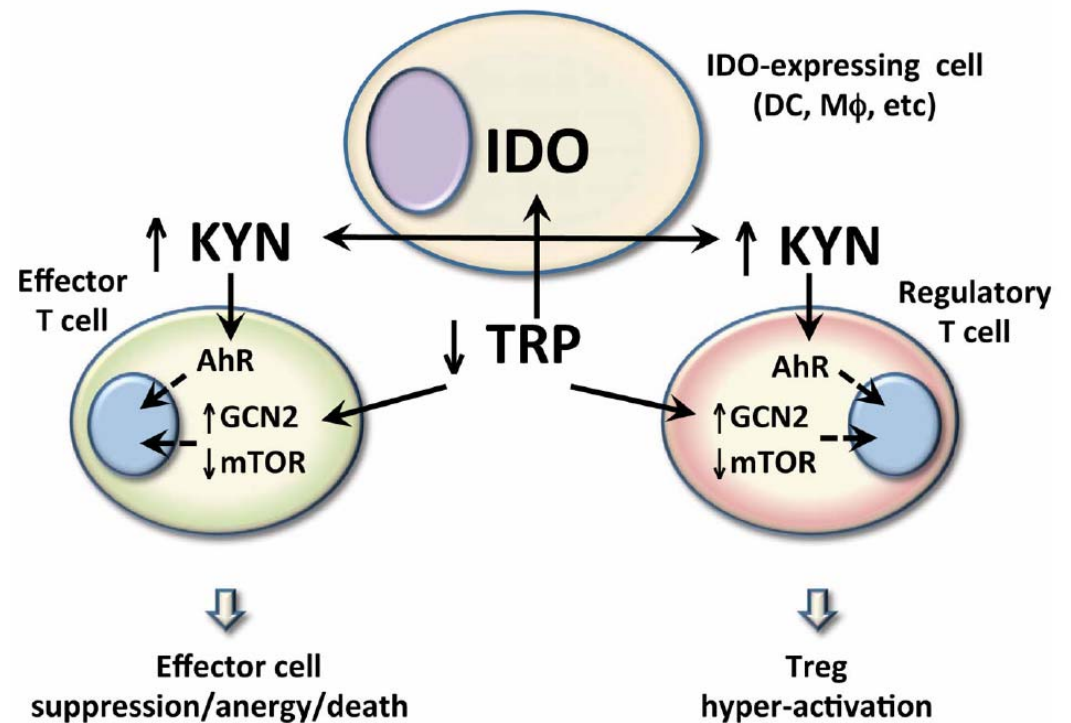 IDO-expressing cell
(DC, Mϕ, etc)
IDO
↑ KYN
↑ KYN
Effector
T cell
Regulatory
T cell
↓ TRP
AhR
↑GCN2
↓mTOR
AhR
↑GCN2
↓mTOR
Effector cell
suppression/anergy/death
Treg
hyper-activation